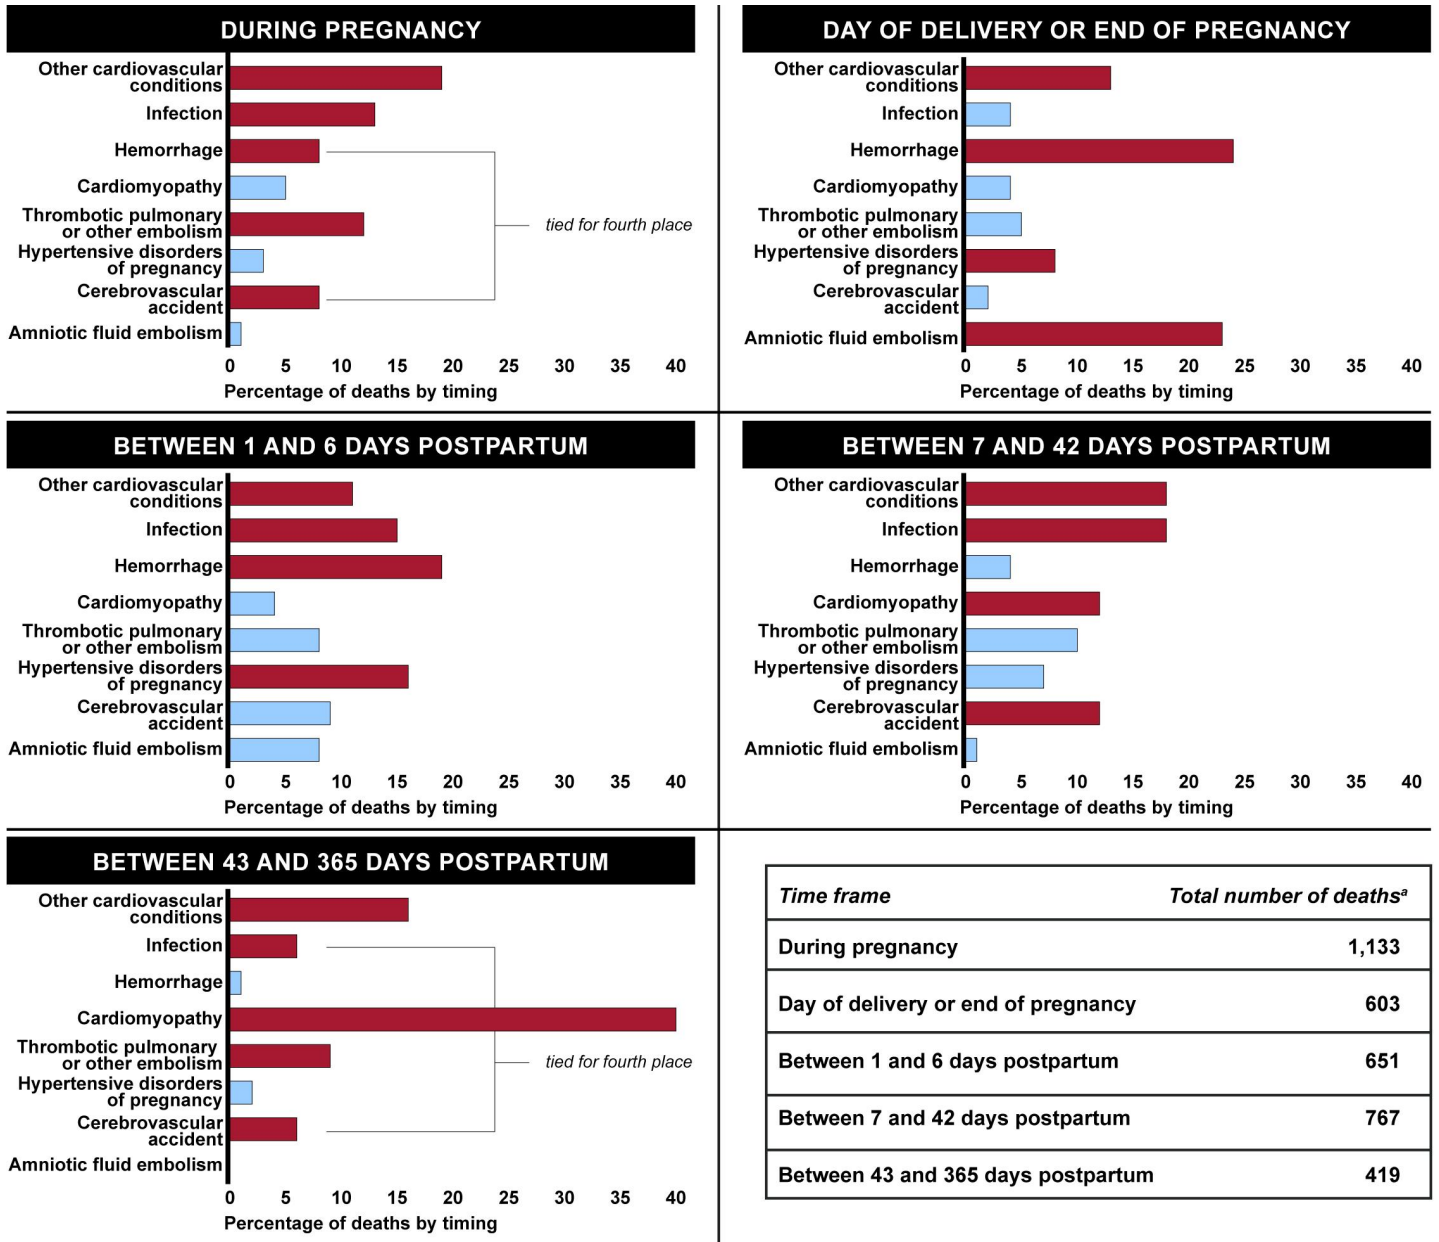 DURING PREGNANCY
Other cardiovascular
conditions
Infection
Hemorrhage
Cardiomyopathy
Thrombotic pulmonary
or other embolism
Hypertensive disorders
of pregnancy
Cerebrovascular
accident
Amniotic fluid embolism
tied for fourth place
0 5 10 15 20 25 30 35 40
Percentage of deaths by timing
DAY OF DELIVERY OR END OF PREGNANCY
Other cardiovascular
conditions
Infection
Hemorrhage
Cardiomyopathy
Thrombotic pulmonary
or other embolism
Hypertensive disorders
of pregnancy
Cerebrovascular
accident
Amniotic fluid embolism
0 5 10 15 20 25 30 35 40
Percentage of deaths by timing
BETWEEN 1 AND 6 DAYS POSTPARTUM
Other cardiovascular
conditions
Infection
Hemorrhage
Cardiomyopathy
Thrombotic pulmonary
or other embolism
Hypertensive disorders
of pregnancy
Cerebrovascular
accident
Amniotic fluid embolism
0 5 10 15 20 25 30 35 40
Percentage of deaths by timing
BETWEEN 7 AND 42 DAYS POSTPARTUM
Other cardiovascular
conditions
Infection
Hemorrhage
Cardiomyopathy
Thrombotic pulmonary
or other embolism
Hypertensive disorders
of pregnancy
Cerebrovascular
accident
Amniotic fluid embolism
0 5 10 15 20 25 30 35 40
Percentage of deaths by timing
BETWEEN 43 AND 365 DAYS POSTPARTUM
Other cardiovascular
conditions
Infection
Hemorrhage
Cardiomyopathy
Thrombotic pulmonary
or other embolism
Hypertensive disorders
of pregnancy
Cerebrovascular
accident
Amniotic fluid embolism
tied for fourth place
0 5 10 15 20 25 30 35 40
Percentage of deaths by timing
Time frame Total number of deathsᵃ
During pregnancy 1,133
Day of delivery or end of pregnancy 603
Between 1 and 6 days postpartum 651
Between 7 and 42 days postpartum 767
Between 43 and 365 days postpartum 419